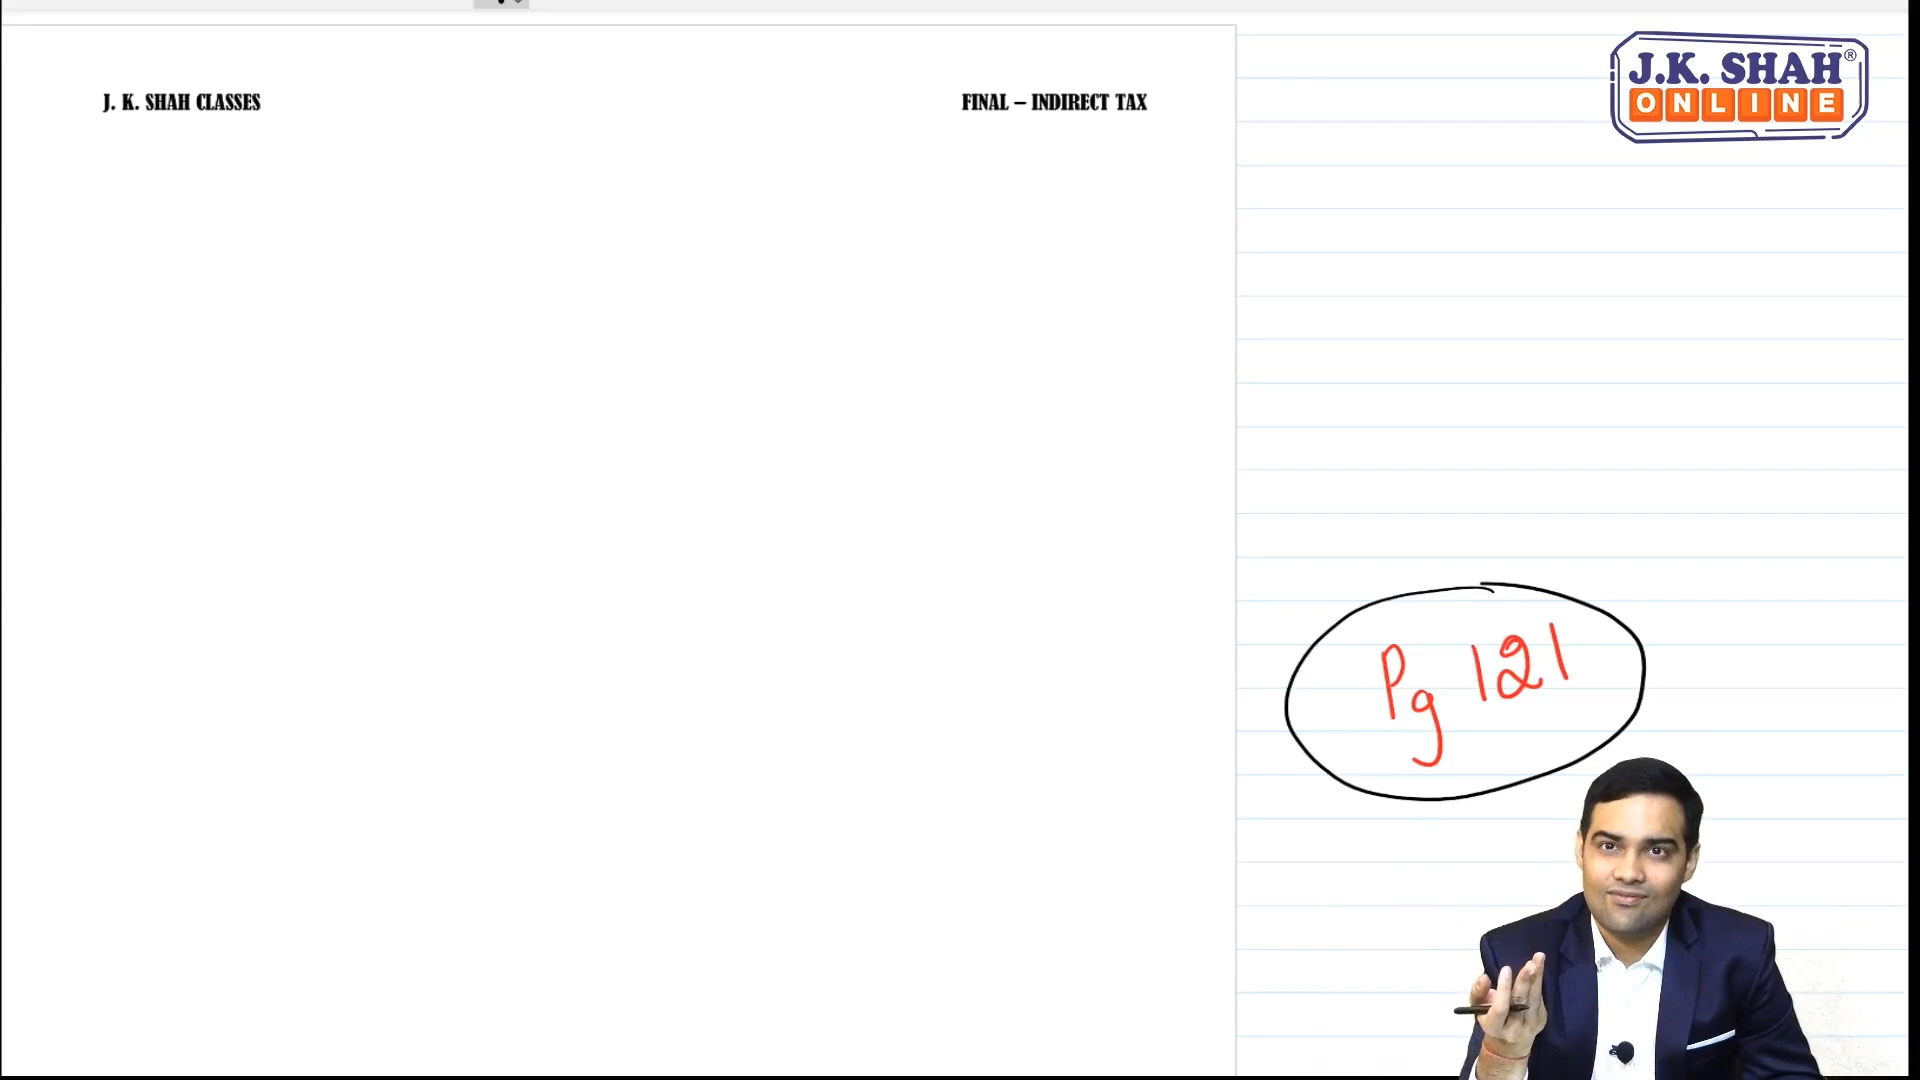 J. K. SHAH CLASSES
FINAL – INDIRECT TAX
J.K. SHAH®
ONLINE
Pg 121